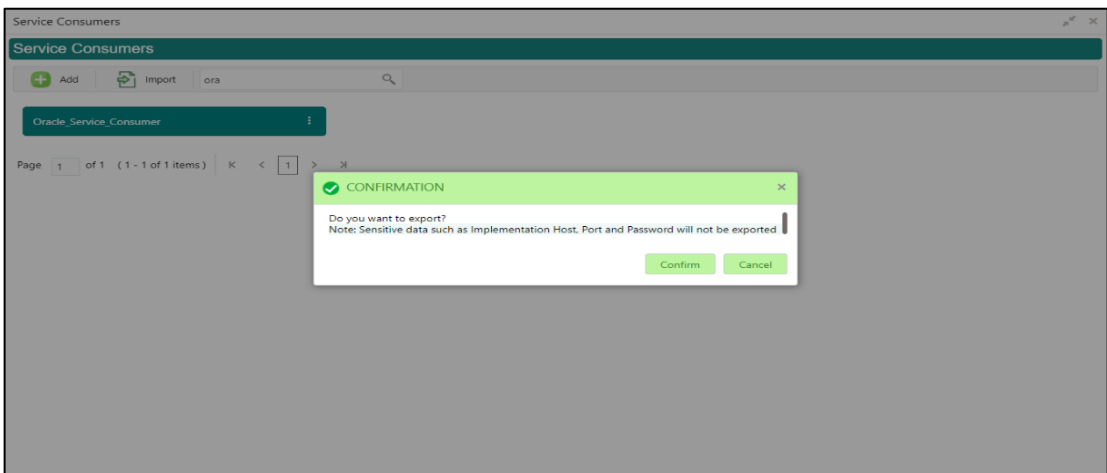 Service Consumers
Service Consumers
Add Import ora
Oracle_Service_Consumer
Page 1 of 1 (1 - 1 of 1 items) K < 1 > >|
CONFIRMATION
Do you want to export?
Note: Sensitive data such as Implementation Host, Port and Password will not be exported
Confirm Cancel